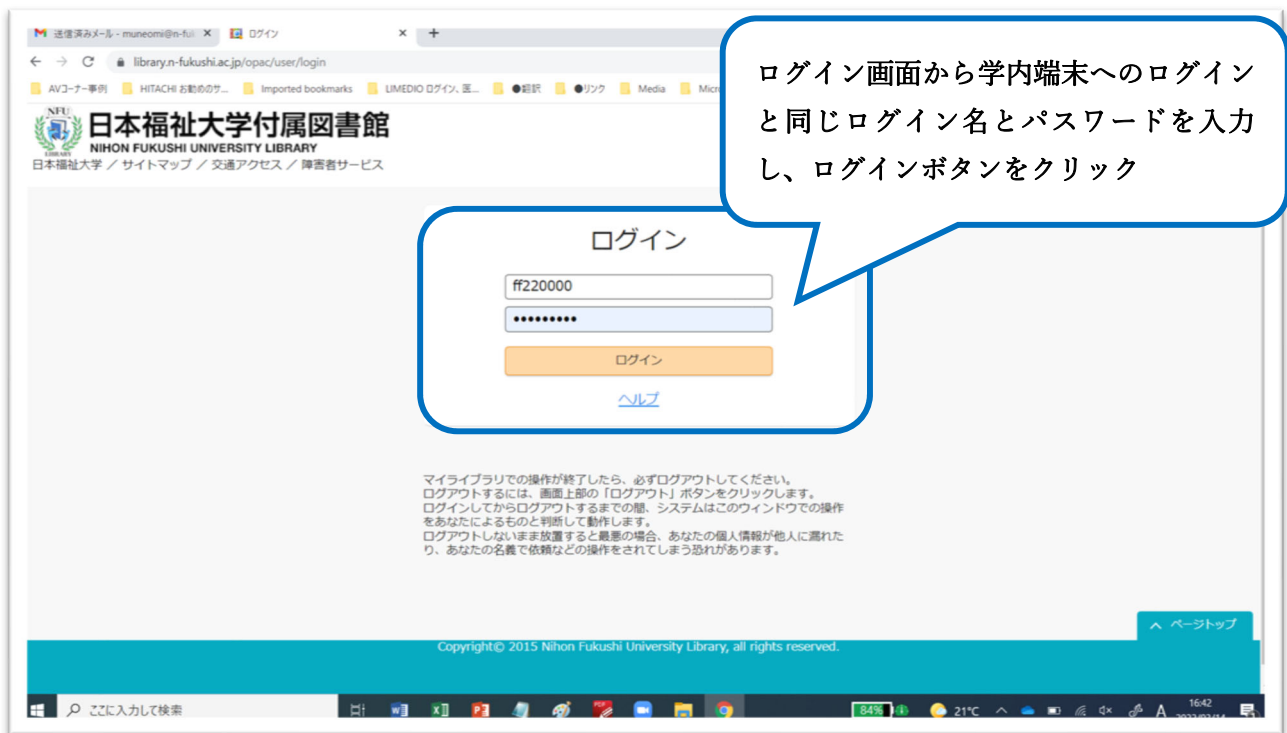 送信済みメール - muneomi@n-ful
ログイン
library.n-fukushi.ac.jp/opac/user/login
AVコーナー事例
HITACHI お勧めのサ...
Imported bookmarks
LIMEDIO ログイン、医...
●翻訳
●リンク
Media
ログイン画面から学内端末へのログイン
と同じログイン名とパスワードを入力
し、ログインボタンをクリック
NFU
LIBRARY
日本福祉大学付属図書館
NIHON FUKUSHI UNIVERSITY LIBRARY
日本福祉大学 / サイトマップ / 交通アクセス / 障害者サービス
ログイン
ff220000
•••••••••
ログイン
ヘルプ
マイライブラリでの操作が終了したら、必ずログアウトしてください。
ログアウトするには、画面上部の「ログアウト」ボタンをクリックします。
ログインしてからログアウトするまでの間、システムはこのウィンドウでの操作
をあなたによるものと判断して動作します。
ログアウトしないまま放置すると最悪の場合、あなたの個人情報が他人に漏れた
り、あなたの名義で依頼などの操作をされてしまう恐れがあります。
ページトップ
Copyright© 2015 Nihon Fukushi University Library, all rights reserved.
ここに入力して検索
84%
21°C
A
16:42